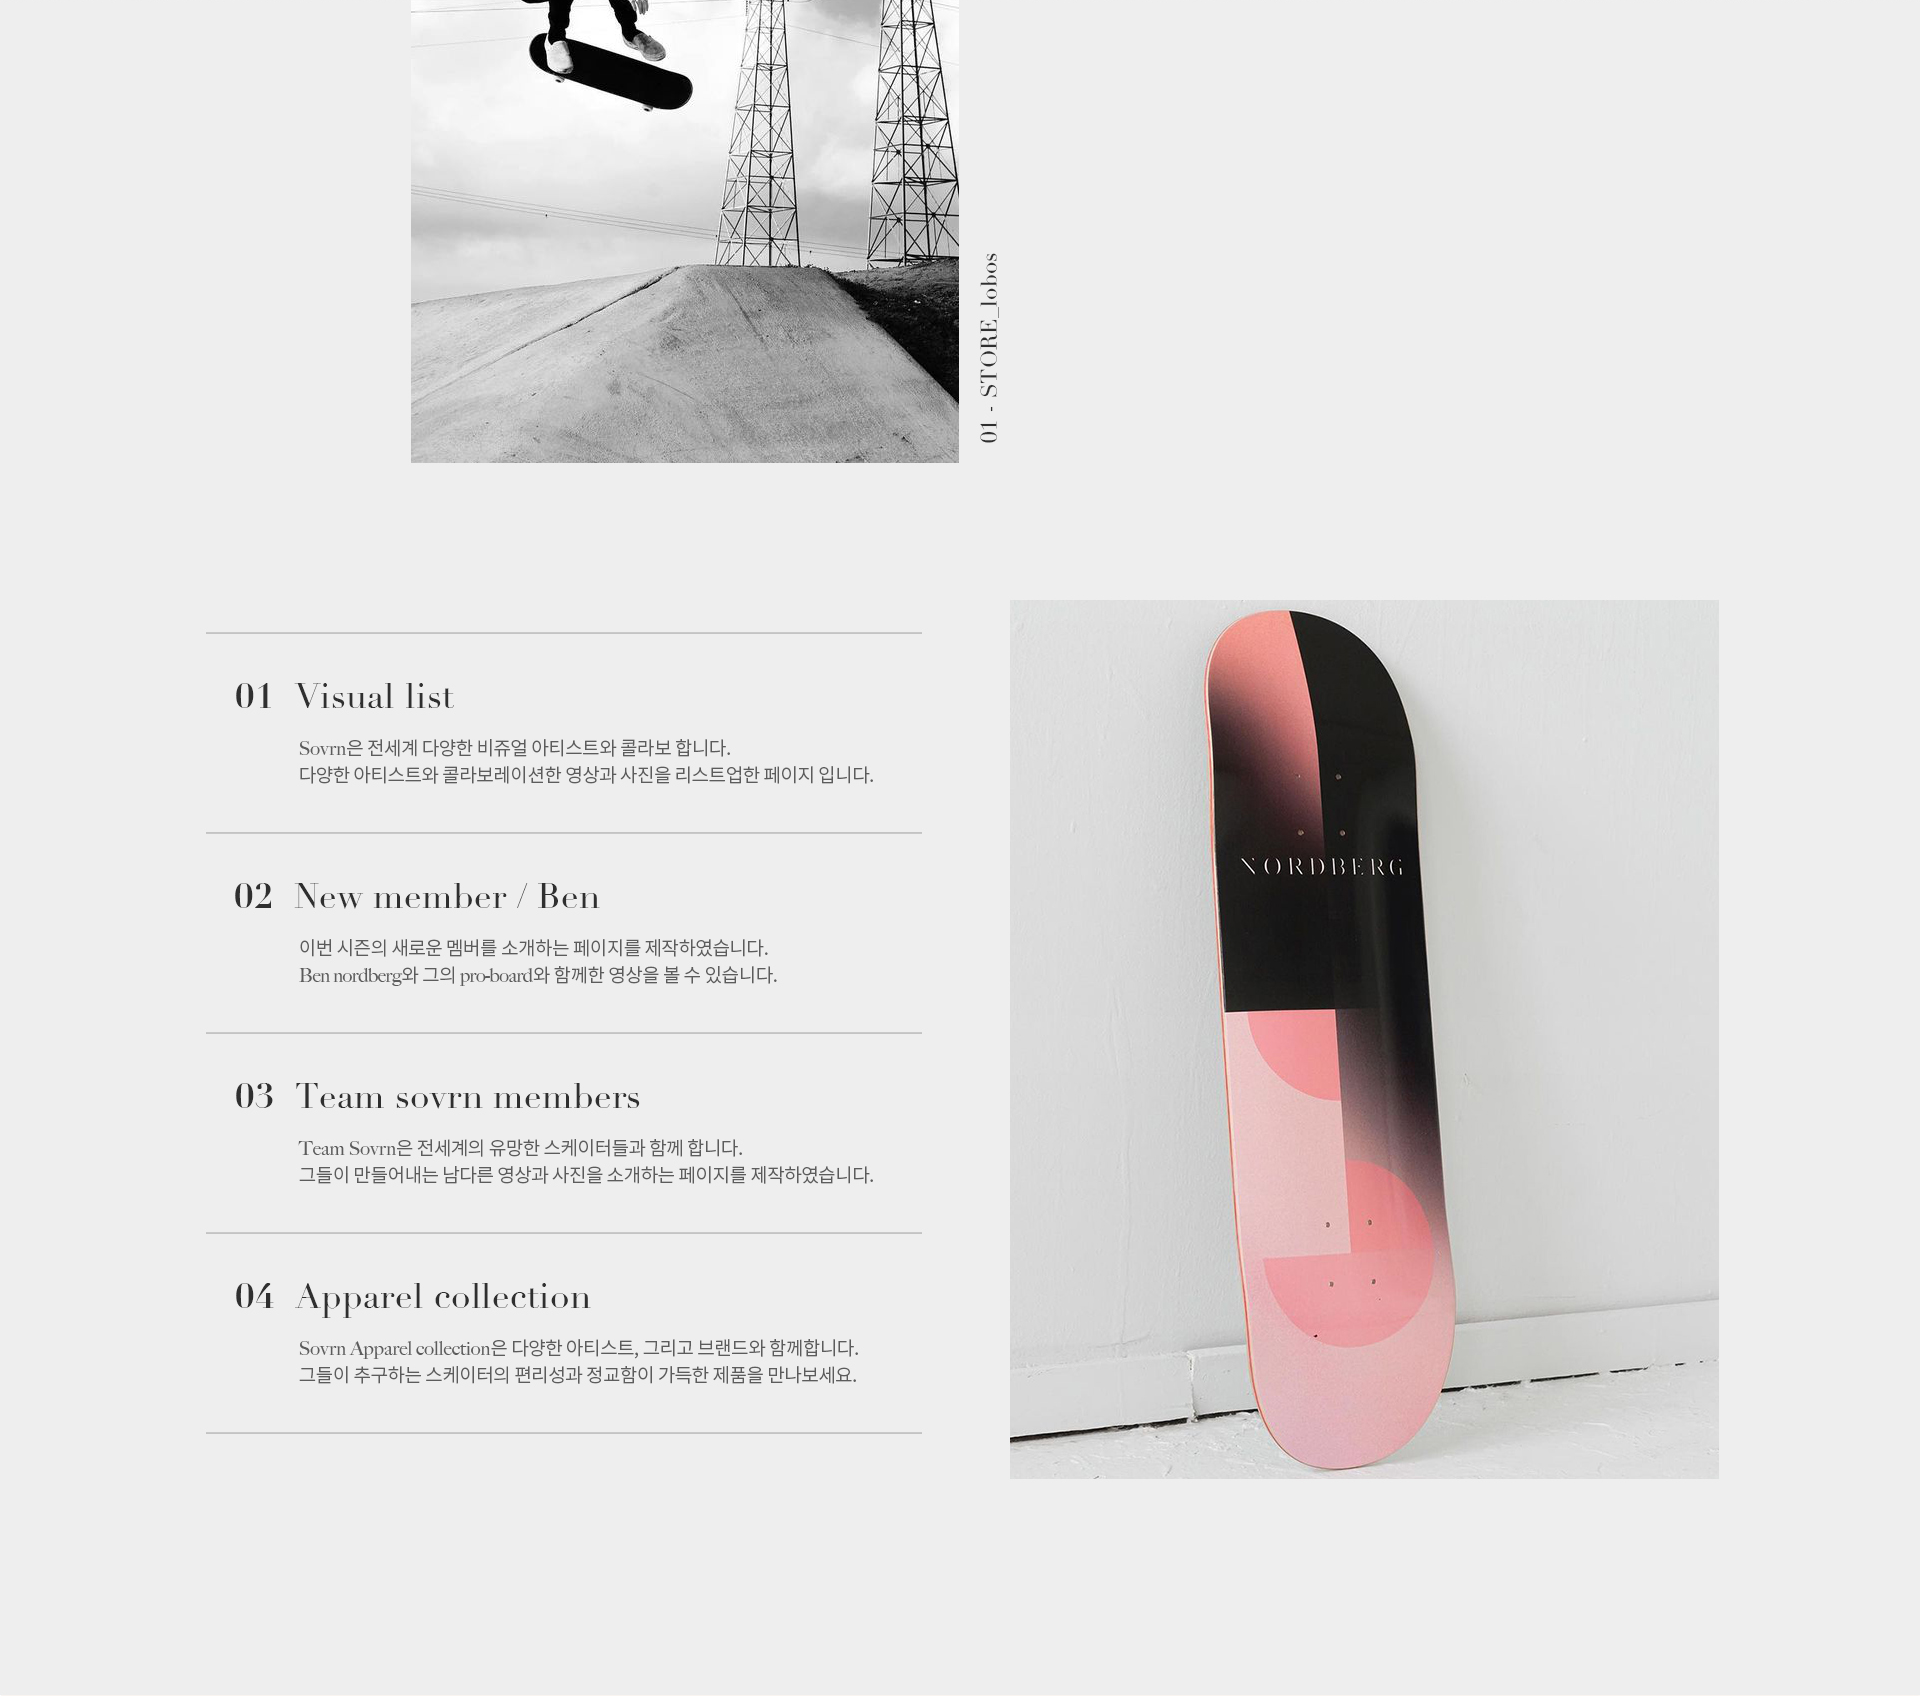 01 - STORE_lobos
01 Visual list
Sovrn은 전세계 다양한 비쥬얼 아티스트와 콜라보 합니다.
다양한 아티스트와 콜라보레이션한 영상과 사진을 리스트업한 페이지 입니다.
02 New member / Ben
이번 시즌의 새로운 멤버를 소개하는 페이지를 제작하였습니다.
Ben nordberg와 그의 pro-board와 함께한 영상을 볼 수 있습니다.
03 Team sovrn members
Team Sovrn은 전세계의 유망한 스케이터들과 함께 합니다.
그들이 만들어내는 남다른 영상과 사진을 소개하는 페이지를 제작하였습니다.
04 Apparel collection
Sovrn Apparel collection은 다양한 아티스트, 그리고 브랜드와 함께합니다.
그들이 추구하는 스케이터의 편리성과 정교함이 가득한 제품을 만나보세요.
NORDBERG